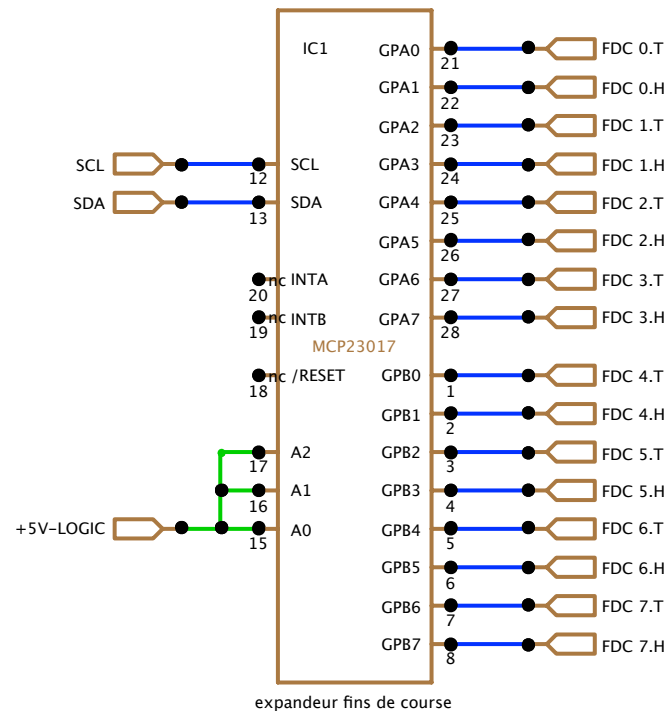 IC1 GPA0 21 FDC 0.T
GPA1 22 FDC 0.H
GPA2 23 FDC 1.T
SCL 12 SCL GPA3 24 FDC 1.H
SDA 13 SDA GPA4 25 FDC 2.T
GPA5 26 FDC 2.H
nc INTA 20 GPA6 27 FDC 3.T
nc INTB 19 GPA7 28 FDC 3.H
MCP23017
nc /RESET 18 GPB0 1 FDC 4.T
GPB1 2 FDC 4.H
A2 17 GPB2 3 FDC 5.T
A1 16 GPB3 4 FDC 5.H
+5V-LOGIC 15 A0 GPB4 5 FDC 6.T
GPB5 6 FDC 6.H
GPB6 7 FDC 7.T
GPB7 8 FDC 7.H
expandeur fins de course